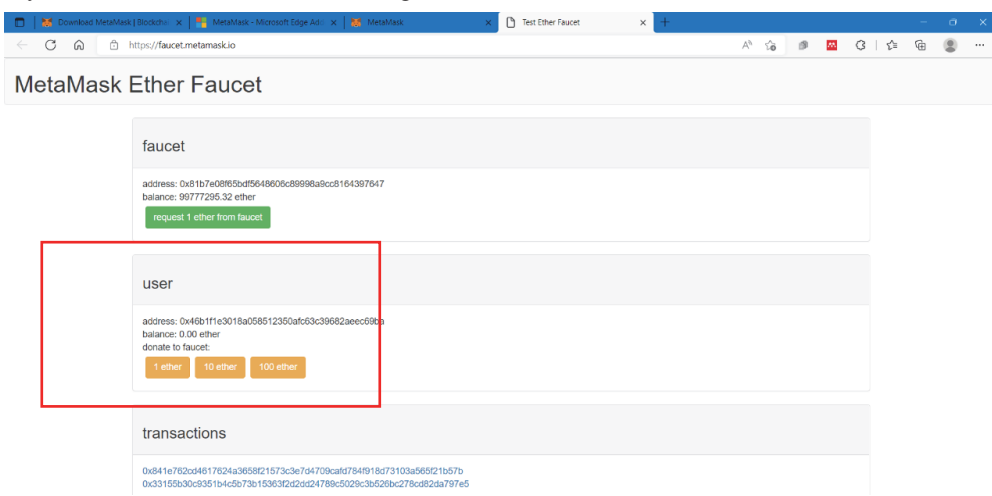 Download MetaMask | Blockchai
MetaMask - Microsoft Edge Add
MetaMask
Test Ether Faucet
https://faucet.metamask.io
MetaMask Ether Faucet
faucet
address: 0x81b7e08f65bdf5648606c89998a9cc8164397647
balance: 99777295.32 ether
request 1 ether from faucet
user
address: 0x46b1f1e3018a058512350afc63c39682aeec69ba
balance: 0.00 ether
donate to faucet:
1 ether 10 ether 100 ether
transactions
0x841e762cd4617624a3658f21573c3e7d4709cafd784f918d73103a565f21b57b
0x33155b30c9351b4c5b73b15363f2d2dd24789c5029c3b526bc278cd82da797e5